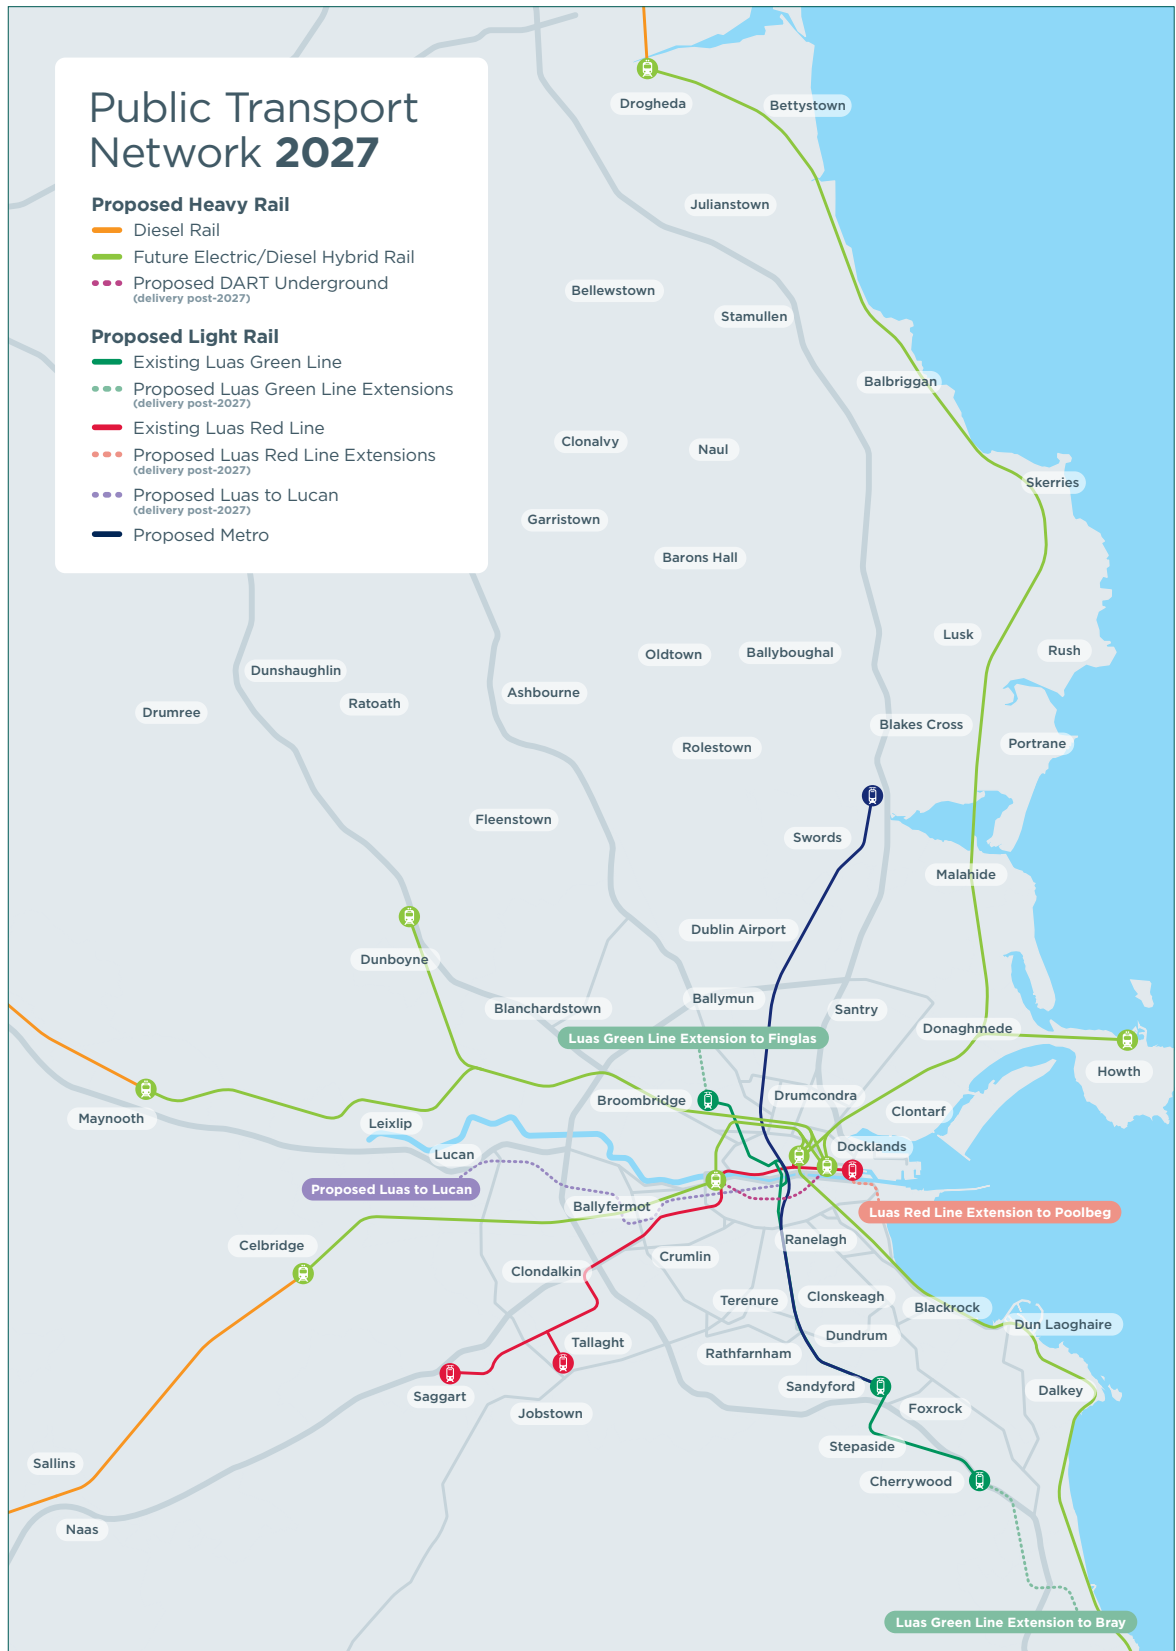 Public Transport
Network 2027
Proposed Heavy Rail
Diesel Rail
Future Electric/Diesel Hybrid Rail
Proposed DART Underground
(delivery post-2027)
Proposed Light Rail
Existing Luas Green Line
Proposed Luas Green Line Extensions
(delivery post-2027)
Existing Luas Red Line
Proposed Luas Red Line Extensions
(delivery post-2027)
Proposed Luas to Lucan
(delivery post-2027)
Proposed Metro
Drogheda
Bettystown
Julianstown
Bellewstown
Stamullen
Balbriggan
Clonalvy
Naul
Skerries
Garristown
Barons Hall
Lusk
Rush
Oldtown
Ballyboughal
Dunshaughlin
Ashbourne
Ratoath
Drumree
Blakes Cross
Portrane
Rolestown
Fleenstown
Swords
Malahide
Dublin Airport
Dunboyne
Ballymun
Blanchardstown
Santry
Donaghmede
Luas Green Line Extension to Finglas
Howth
Broombridge
Drumcondra
Clontarf
Maynooth
Leixlip
Docklands
Lucan
Proposed Luas to Lucan
Ballyfermot
Luas Red Line Extension to Poolbeg
Ranelagh
Celbridge
Crumlin
Clondalkin
Terenure
Clonskeagh
Blackrock
Dun Laoghaire
Dundrum
Tallaght
Rathfarnham
Sandyford
Dalkey
Saggart
Foxrock
Jobstown
Stepaside
Sallins
Cherrywood
Naas
Luas Green Line Extension to Bray